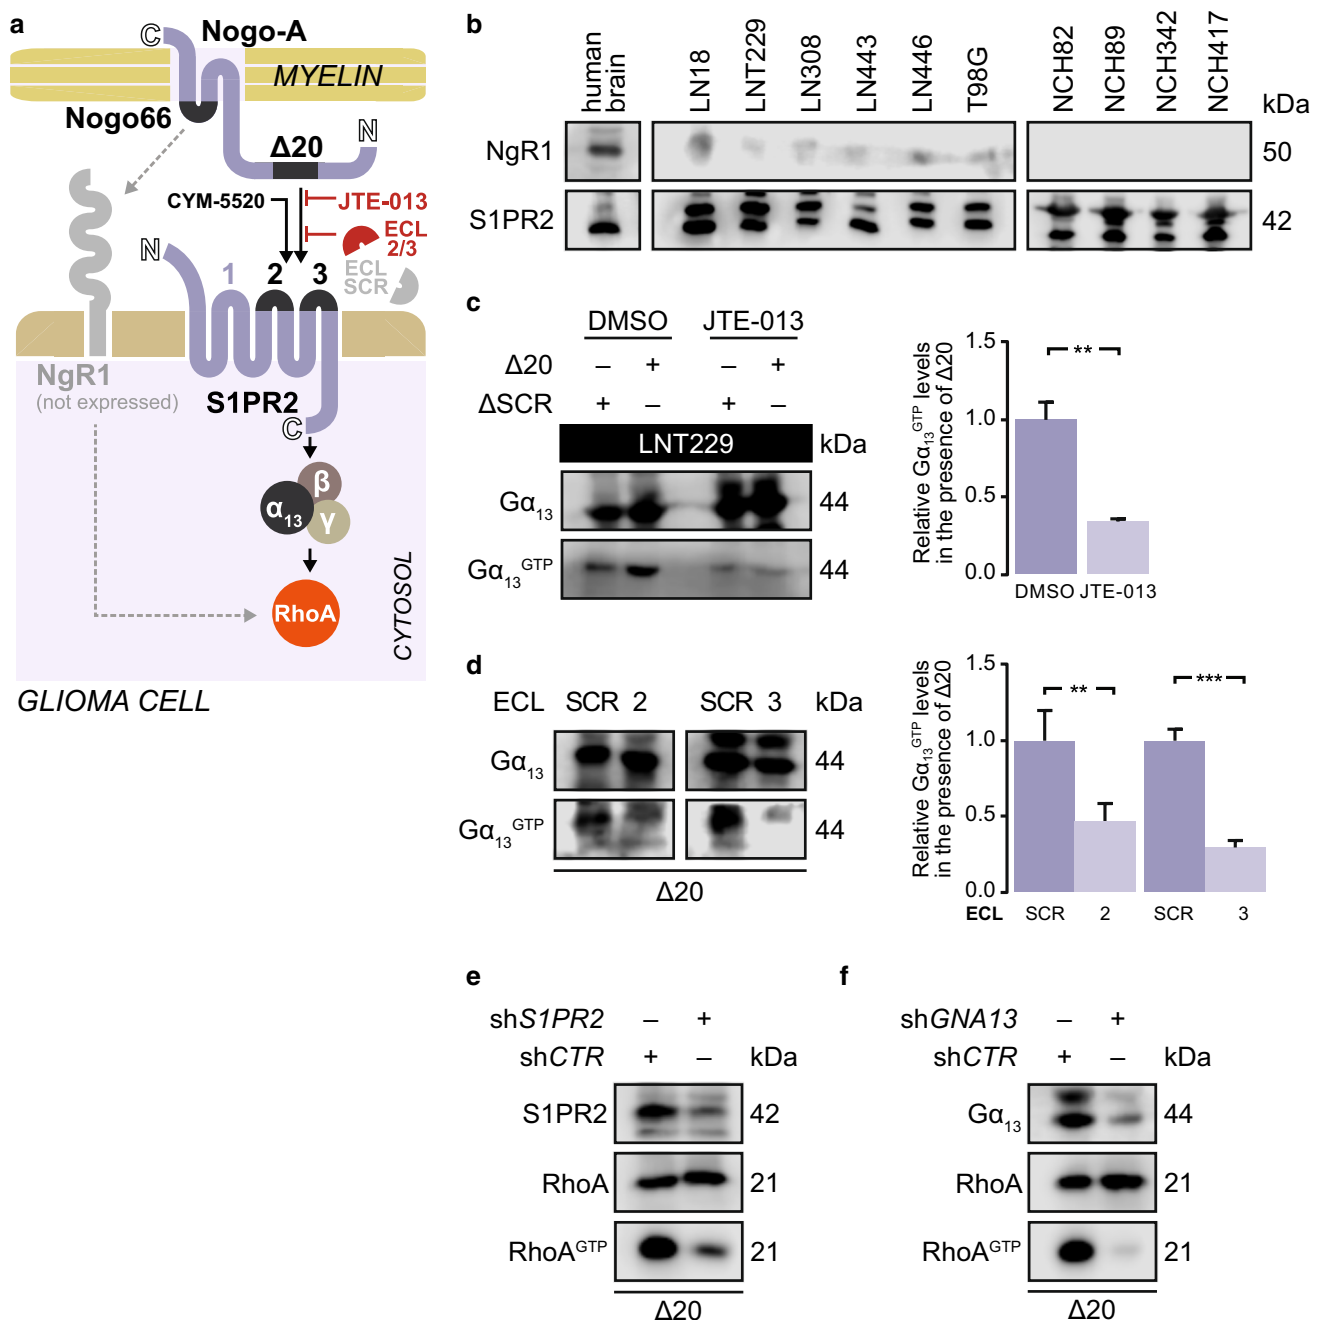 a
C
Nogo-A
MYELIN
Nogo66
N
Δ20
CYM-5520
JTE-013
ECL
2/3
ECL
SCR
N
1 2 3
NgR1
(not expressed)
S1PR2
C
β
α13
γ
RhoA
CYTOSOL
GLIOMA CELL
b
human
brain
LN18
LNT229
LN308
LN443
LN446
T98G
NCH82
NCH89
NCH342
NCH417
kDa
NgR1 50
S1PR2 42
c
DMSO JTE-013
Δ20 – + – +
ΔSCR + – + –
LNT229 kDa
Gα13 44
Gα13GTP 44
Relative Gα13GTP levels
in the presence of Δ20
1.5
1.0
0.5
0.0
**
DMSO JTE-013
d
ECL SCR 2 SCR 3 kDa
Gα13 44
Gα13GTP 44
Δ20
Relative Gα13GTP levels
in the presence of Δ20
1.5
1.0
0.5
0.0
** ***
ECL SCR 2 SCR 3
e
shS1PR2 – +
shCTR + – kDa
S1PR2 42
RhoA 21
RhoAGTP 21
Δ20
f
shGNA13 – +
shCTR + – kDa
Gα13 44
RhoA 21
RhoAGTP 21
Δ20